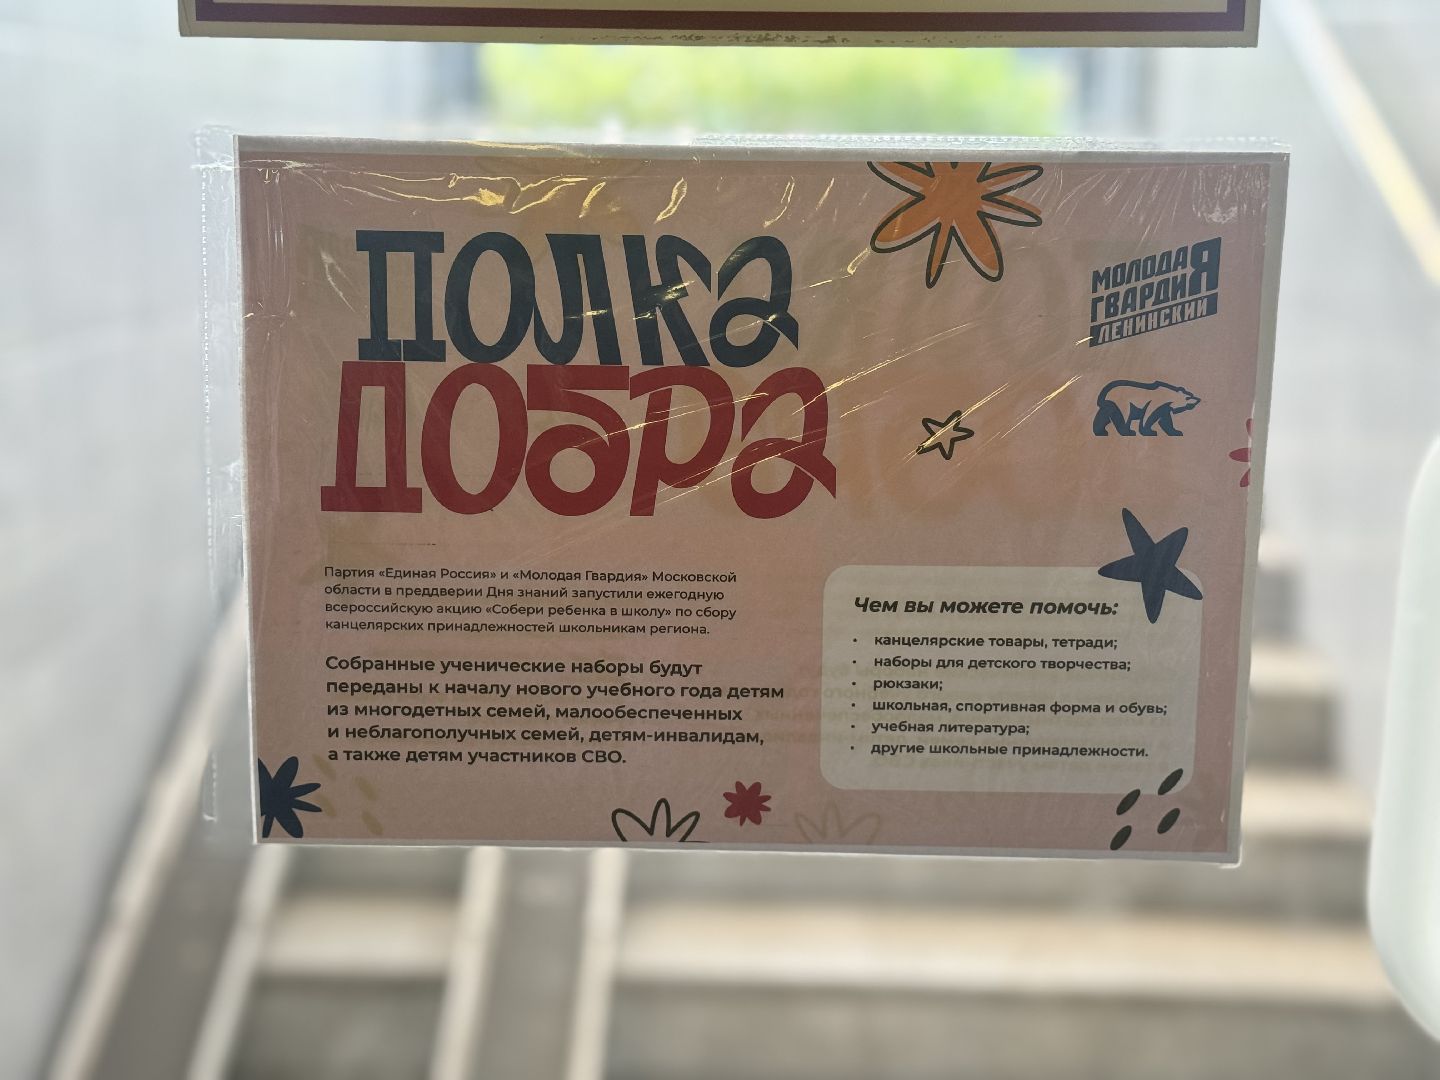 ПОЛКА
ДОБРА
МОЛОДАЯ
ГВАРДИЯ
ЛЕНИНСКИЙ
Партия «Единая Россия» и «Молодая Гвардия» Московской
области в преддверии Дня знаний запустили ежегодную
всероссийскую акцию «Собери ребенка в школу» по сбору
канцелярских принадлежностей школьникам региона.
Собранные ученические наборы будут
переданы к началу нового учебного года детям
из многодетных семей, малообеспеченных
и неблагополучных семей, детям-инвалидам,
а также детям участников СВО.
Чем вы можете помочь:
• канцелярские товары, тетради;
• наборы для детского творчества;
• рюкзаки;
• школьная, спортивная форма и обувь;
• учебная литература;
• другие школьные принадлежности.